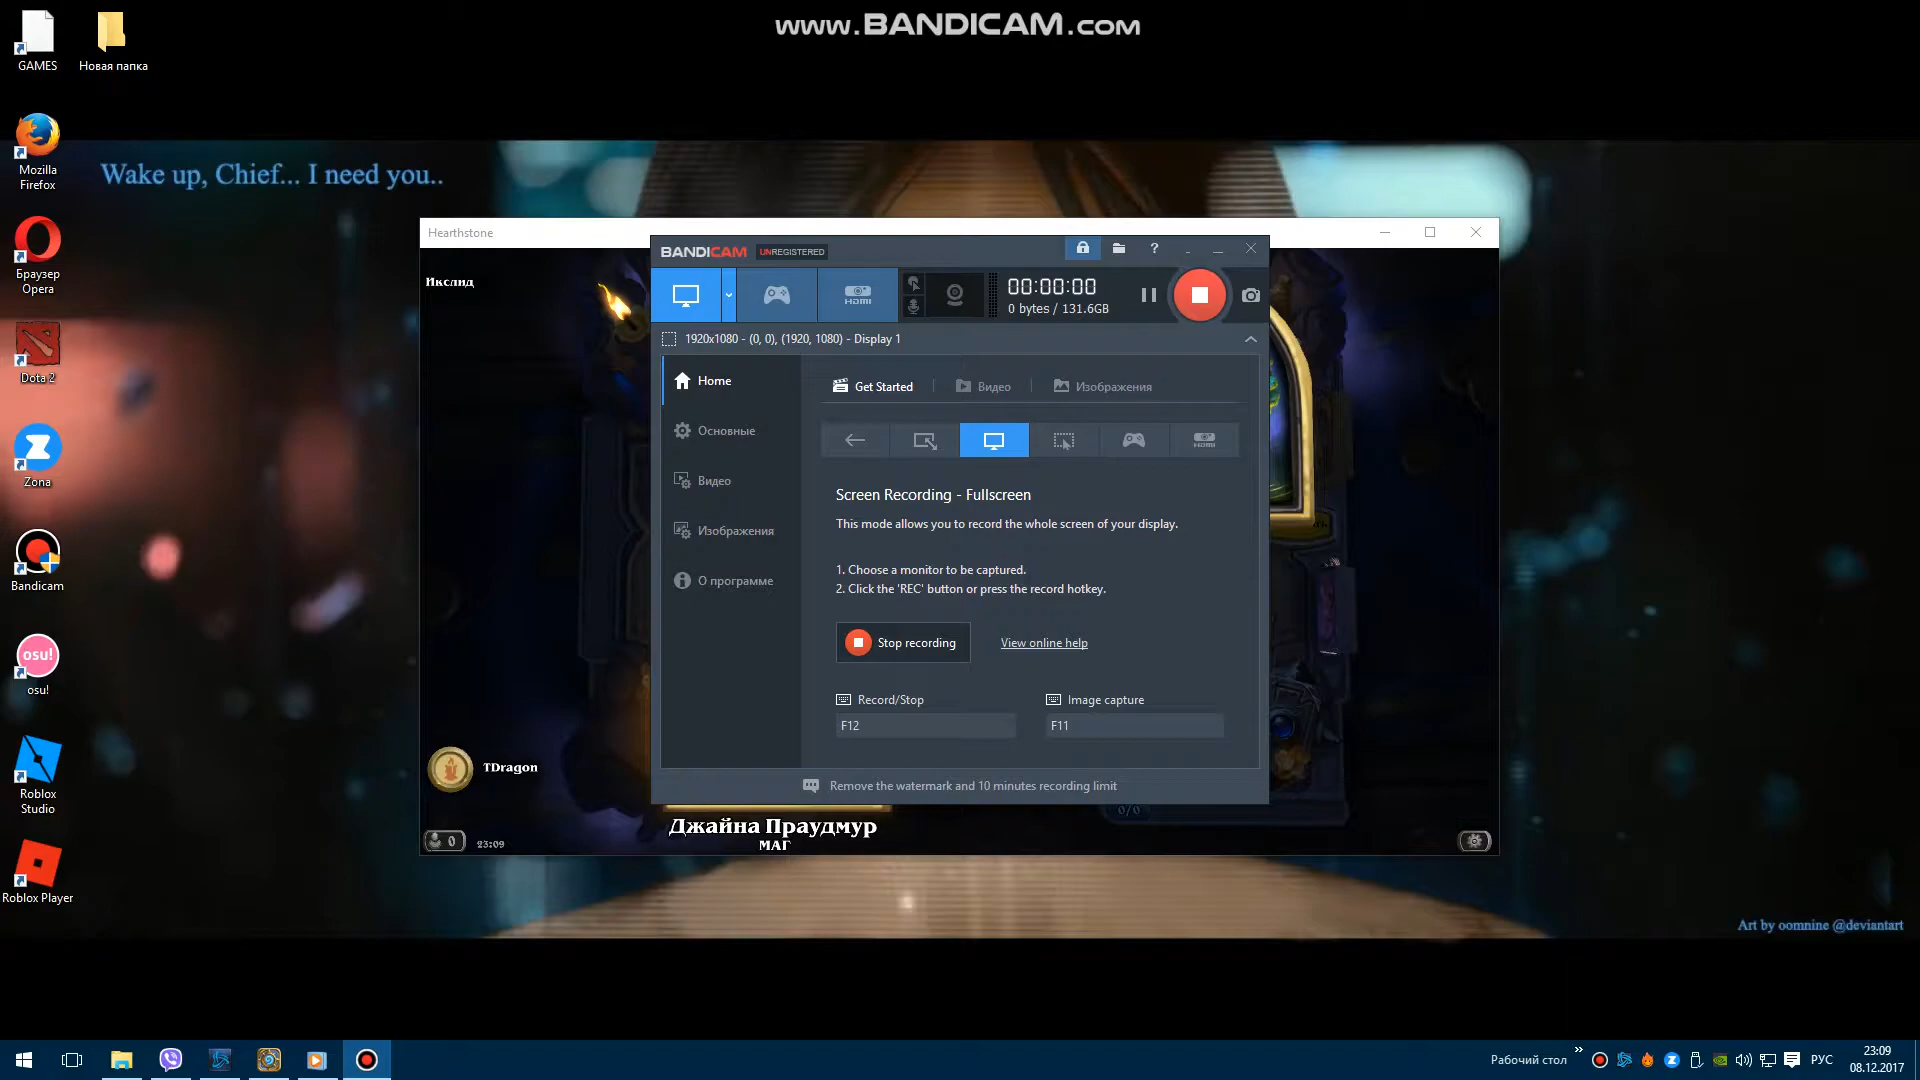 www.BANDICAM.com
GAMES
Новая папка
Mozilla
Firefox
Браузер
Opera
Dota 2
Zona
Bandicam
osu!
osu!
Roblox
Studio
Roblox Player
Wake up, Chief... I need you..
Hearthstone
Икслид
BANDICAM UNREGISTERED
?
HDMI
00:00:00
0 bytes / 131.6GB
1920x1080 - (0, 0), (1920, 1080) - Display 1
Home
Основные
Видео
Изображения
О программе
Get Started
Видео
Изображения
HDMI
Screen Recording - Fullscreen
This mode allows you to record the whole screen of your display.
1. Choose a monitor to be captured.
2. Click the 'REC' button or press the record hotkey.
Stop recording
View online help
Record/Stop
Image capture
F12
F11
Remove the watermark and 10 minutes recording limit
TDragon
0/0
Джайна Праудмур
МАГ
0
23:09
Art by oomnine @deviantart
Рабочий стол
РУС
23:09
08.12.2017